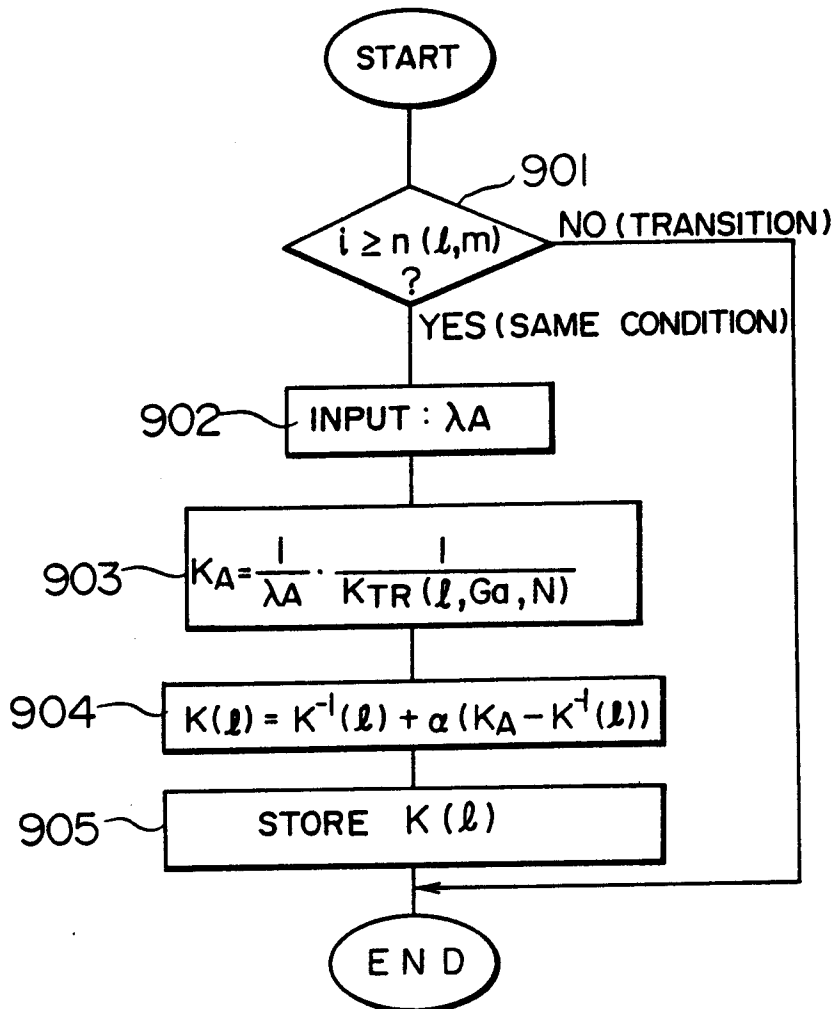 START
901
i ≥ n (ℓ,m)
?
NO (TRANSITION)
YES (SAME CONDITION)
902
INPUT : λA
903
KA = 1/λA · 1/KTR (ℓ, Ga, N)
904
K(ℓ) = K⁻¹(ℓ) + α (KA − K⁻¹(ℓ))
905
STORE K(ℓ)
END